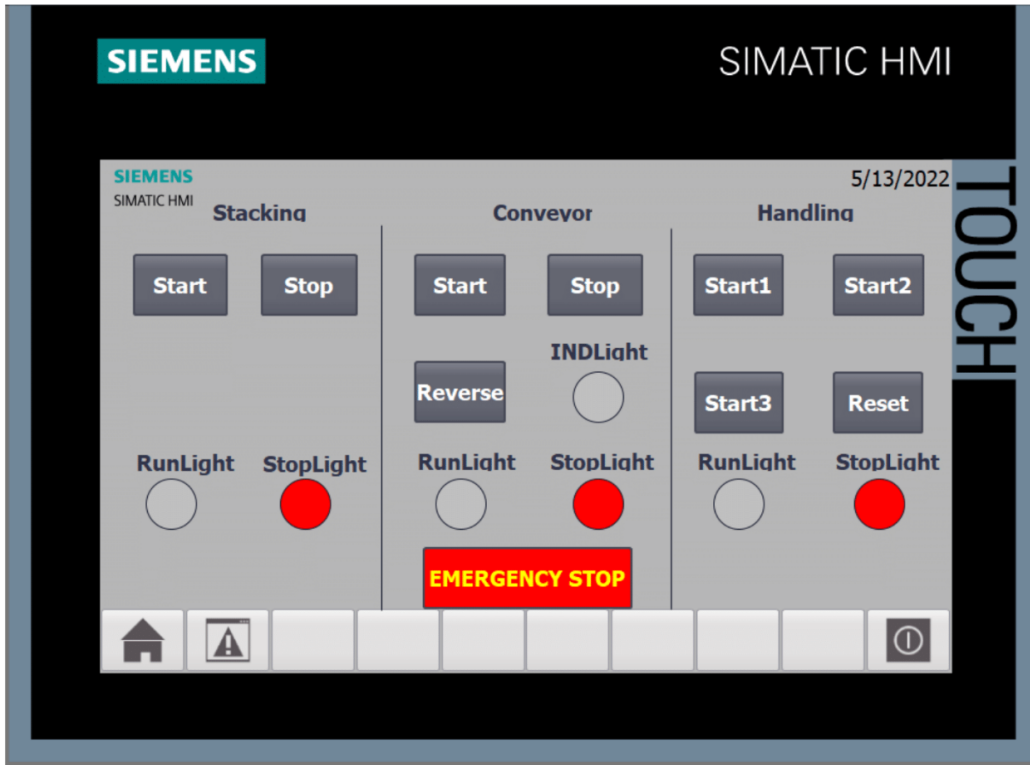 SIEMENS
SIMATIC HMI
TOUCH
SIEMENS
SIMATIC HMI
5/13/2022
Stacking
Conveyor
Handling
Start
Stop
Start
Stop
Start1
Start2
INDLight
Reverse
Start3
Reset
RunLight
StopLight
RunLight
StopLight
RunLight
StopLight
EMERGENCY STOP